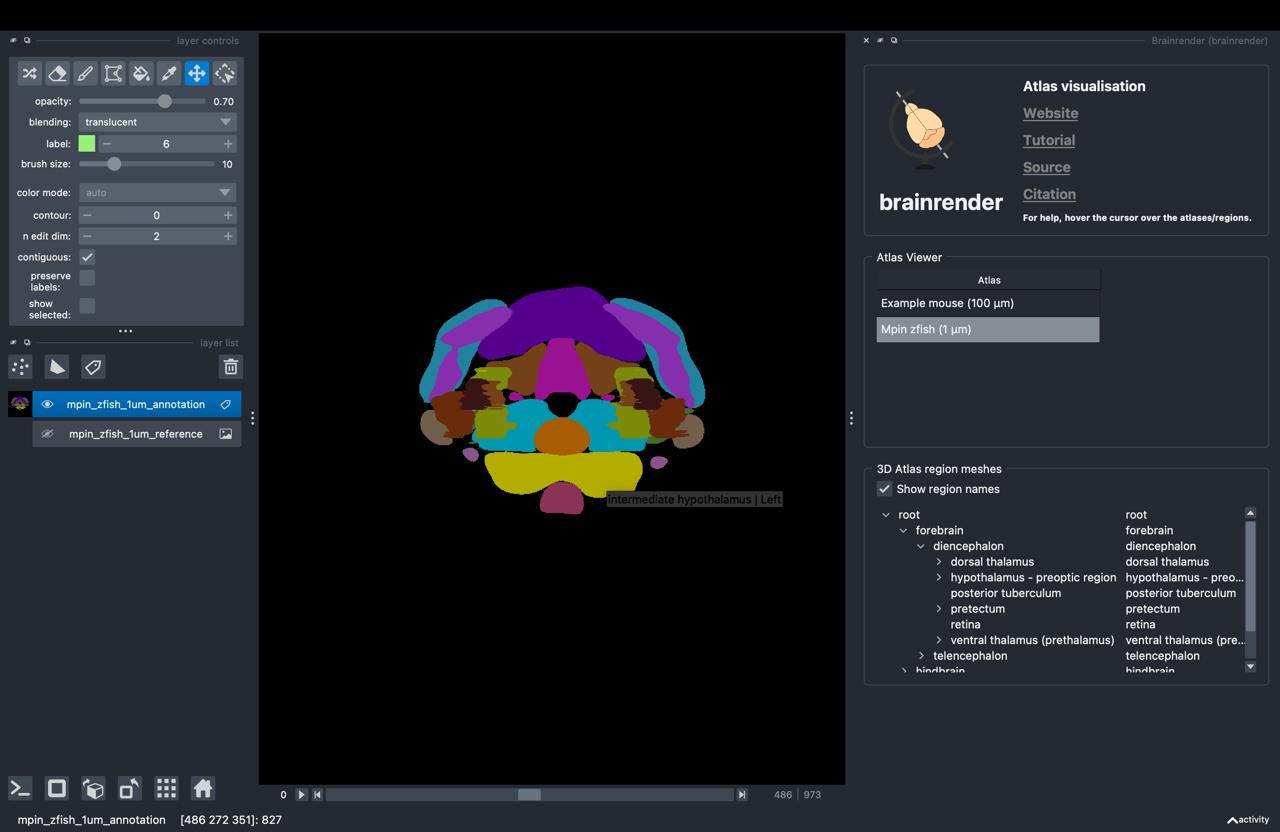 layer controls
opacity: 0.70
blending: translucent
label: 6
brush size: 10
color mode: auto
contour: 0
n edit dim: 2
contiguous:
preserve
labels:
show
selected:
layer list
mpin_zfish_1um_annotation
mpin_zfish_1um_reference
intermediate hypothalamus | Left
0
486 | 973
mpin_zfish_1um_annotation [486 272 351]: 827
Brainrender (brainrender)
brainrender
Atlas visualisation
Website
Tutorial
Source
Citation
For help, hover the cursor over the atlases/regions.
Atlas Viewer
Atlas
Example mouse (100 μm)
Mpin zfish (1 μm)
3D Atlas region meshes
Show region names
root root
forebrain forebrain
diencephalon diencephalon
dorsal thalamus dorsal thalamus
hypothalamus - preoptic region hypothalamus - preo...
posterior tuberculum posterior tuberculum
pretectum pretectum
retina retina
ventral thalamus (prethalamus) ventral thalamus (pre...
telencephalon telencephalon
hindbrain hindbrain
activity